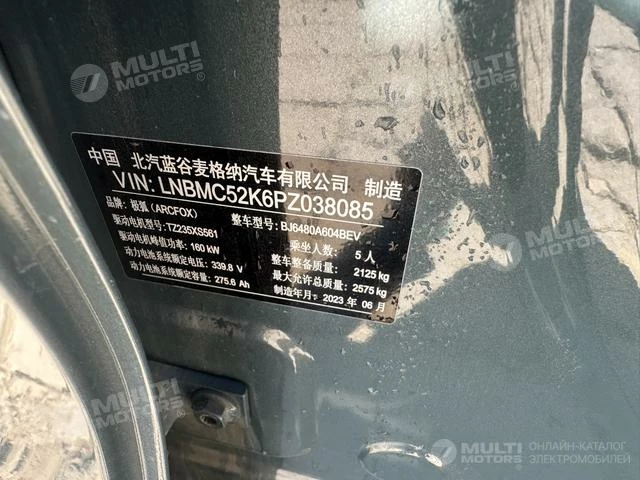 MULTI
MOTORS
MULTI
MOTORS
中国 北汽蓝谷麦格纳汽车有限公司 制造
VIN: LNBMC52K6PZ038085
品牌: 极狐 (ARCFOX)
整车型号: BJ6480A604BEV
驱动电机型号: TZ235XS561
乘坐人数: 5 人
驱动电机峰值功率: 160 kW
整车整备质量: 2125 kg
动力电池系统额定电压: 339.8 V
最大允许总质量: 2575 kg
动力电池系统额定容量: 275.6 Ah
制造年月: 2023 年 06 月
MULTI
MOTORS
MULTI
MOTORS
MULTI
MOTORS
ОНЛАЙН-КАТАЛОГ
ЭЛЕКТРОМОБИЛЕЙ